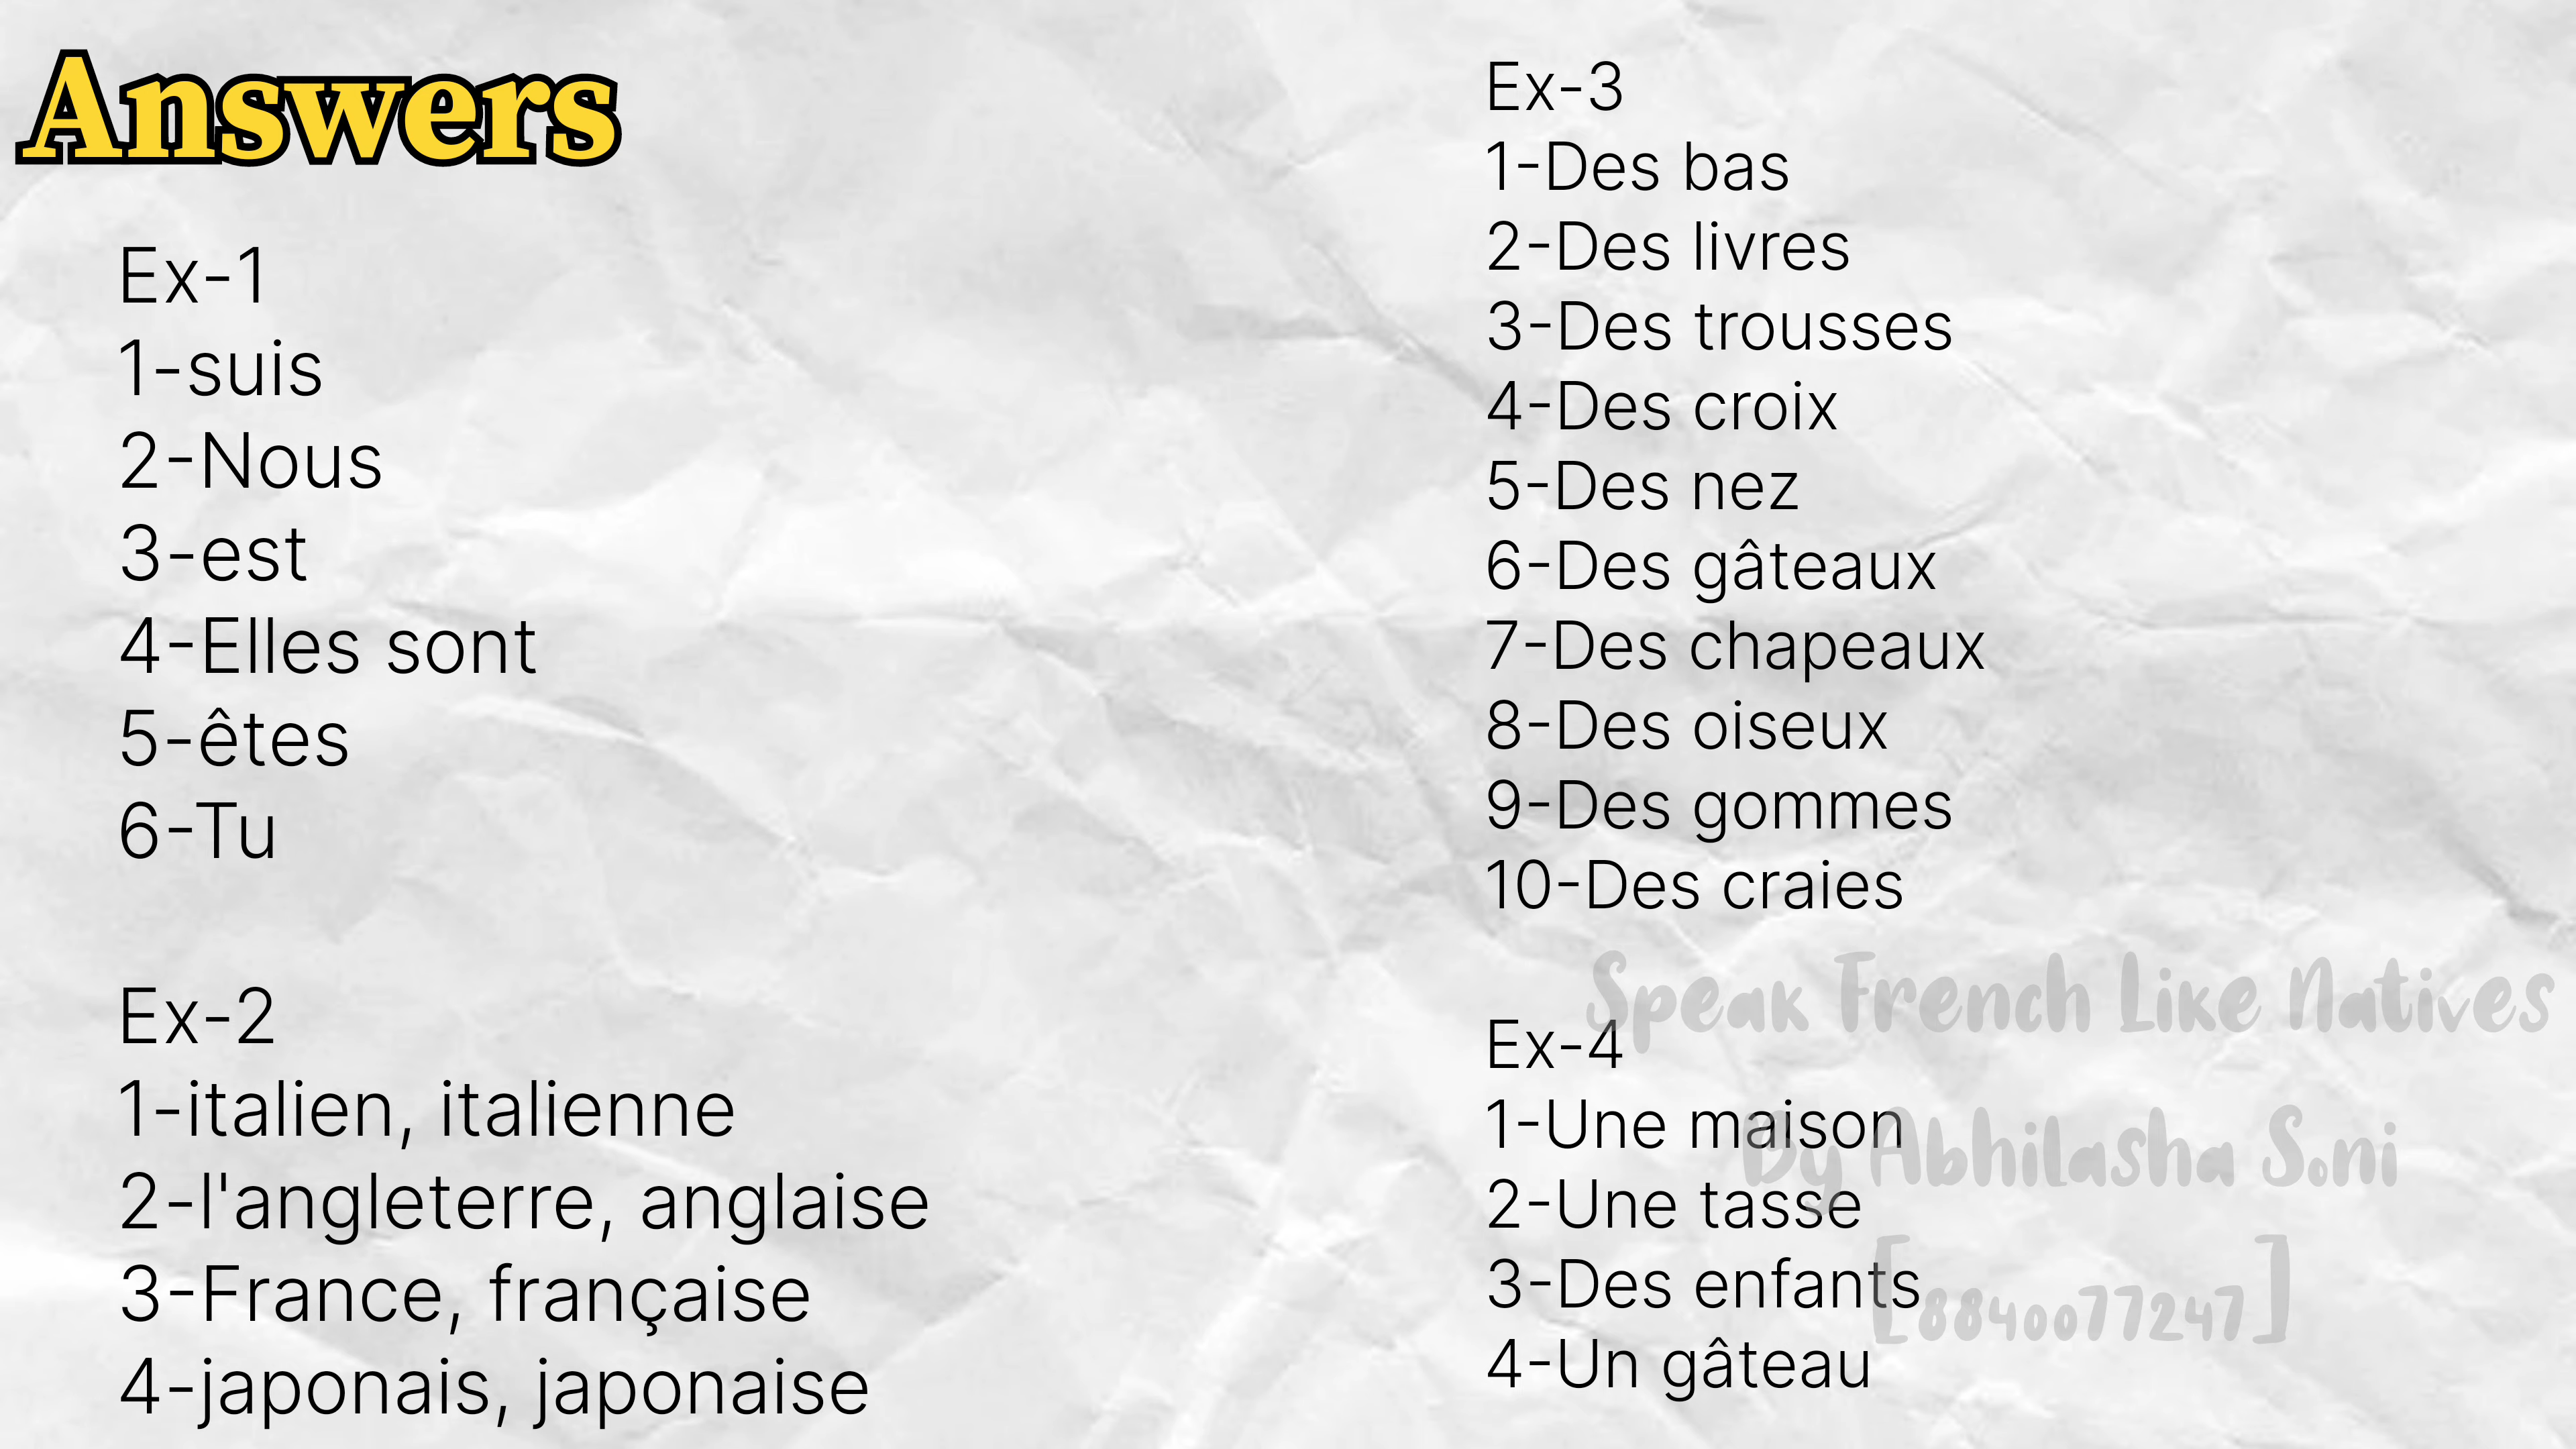 Answers
Ex-1
1-suis
2-Nous
3-est
4-Elles sont
5-êtes
6-Tu
Ex-2
1-italien, italienne
2-l'angleterre, anglaise
3-France, française
4-japonais, japonaise
Ex-3
1-Des bas
2-Des livres
3-Des trousses
4-Des croix
5-Des nez
6-Des gâteaux
7-Des chapeaux
8-Des oiseux
9-Des gommes
10-Des craies
Ex-4
1-Une maison
2-Une tasse
3-Des enfants
4-Un gâteau
Speak French Like Natives
By Abhilasha Soni
[8840077247]